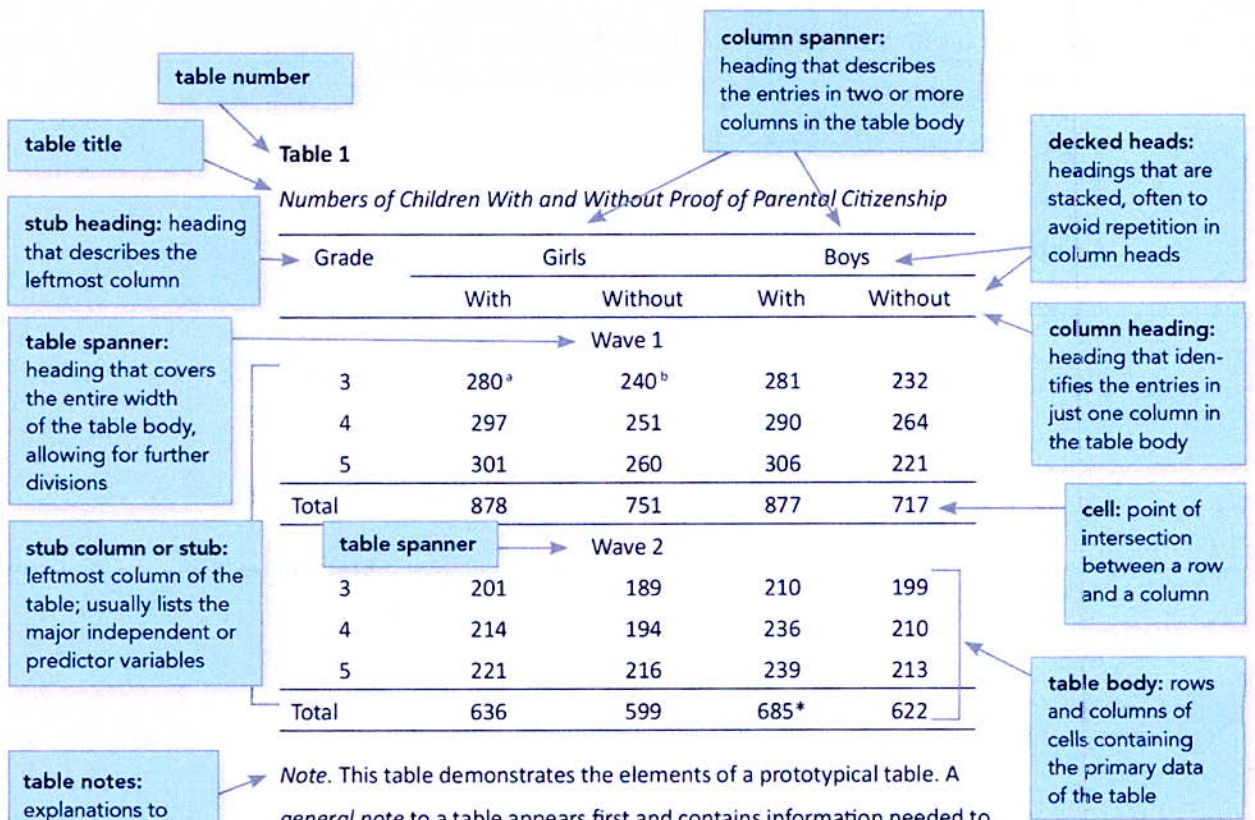 column spanner:
heading that describes
the entries in two or more
columns in the table body
table number
table title
Table 1
Numbers of Children With and Without Proof of Parental Citizenship
decked heads:
headings that are
stacked, often to
avoid repetition in
column heads
stub heading: heading
that describes the
leftmost column
Grade Girls Boys
With Without With Without
column heading:
heading that iden-
tifies the entries in
just one column in
the table body
table spanner:
heading that covers
the entire width
of the table body,
allowing for further
divisions
Wave 1
3 280ᵃ 240ᵇ 281 232
4 297 251 290 264
5 301 260 306 221
Total 878 751 877 717
cell: point of
intersection
between a row
and a column
stub column or stub:
leftmost column of the
table; usually lists the
major independent or
predictor variables
table spanner
Wave 2
3 201 189 210 199
4 214 194 236 210
5 221 216 239 213
Total 636 599 685* 622
table body: rows
and columns of
cells containing
the primary data
of the table
table notes:
explanations to
Note. This table demonstrates the elements of a prototypical table. A
general note to a table appears first and contains information needed to